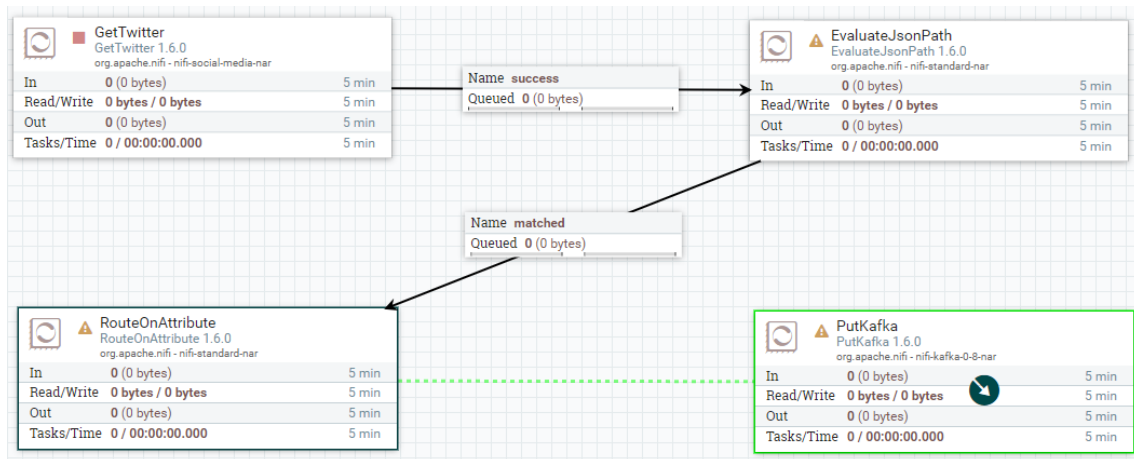 GetTwitter
GetTwitter 1.6.0
org.apache.nifi - nifi-social-media-nar
In 0 (0 bytes) 5 min
Read/Write 0 bytes / 0 bytes 5 min
Out 0 (0 bytes) 5 min
Tasks/Time 0 / 00:00:00.000 5 min
Name success
Queued 0 (0 bytes)
EvaluateJsonPath
EvaluateJsonPath 1.6.0
org.apache.nifi - nifi-standard-nar
In 0 (0 bytes) 5 min
Read/Write 0 bytes / 0 bytes 5 min
Out 0 (0 bytes) 5 min
Tasks/Time 0 / 00:00:00.000 5 min
Name matched
Queued 0 (0 bytes)
RouteOnAttribute
RouteOnAttribute 1.6.0
org.apache.nifi - nifi-standard-nar
In 0 (0 bytes) 5 min
Read/Write 0 bytes / 0 bytes 5 min
Out 0 (0 bytes) 5 min
Tasks/Time 0 / 00:00:00.000 5 min
PutKafka
PutKafka 1.6.0
org.apache.nifi - nifi-kafka-0-8-nar
In 0 (0 bytes) 5 min
Read/Write 0 bytes / 0 bytes 5 min
Out 0 (0 bytes) 5 min
Tasks/Time 0 / 00:00:00.000 5 min